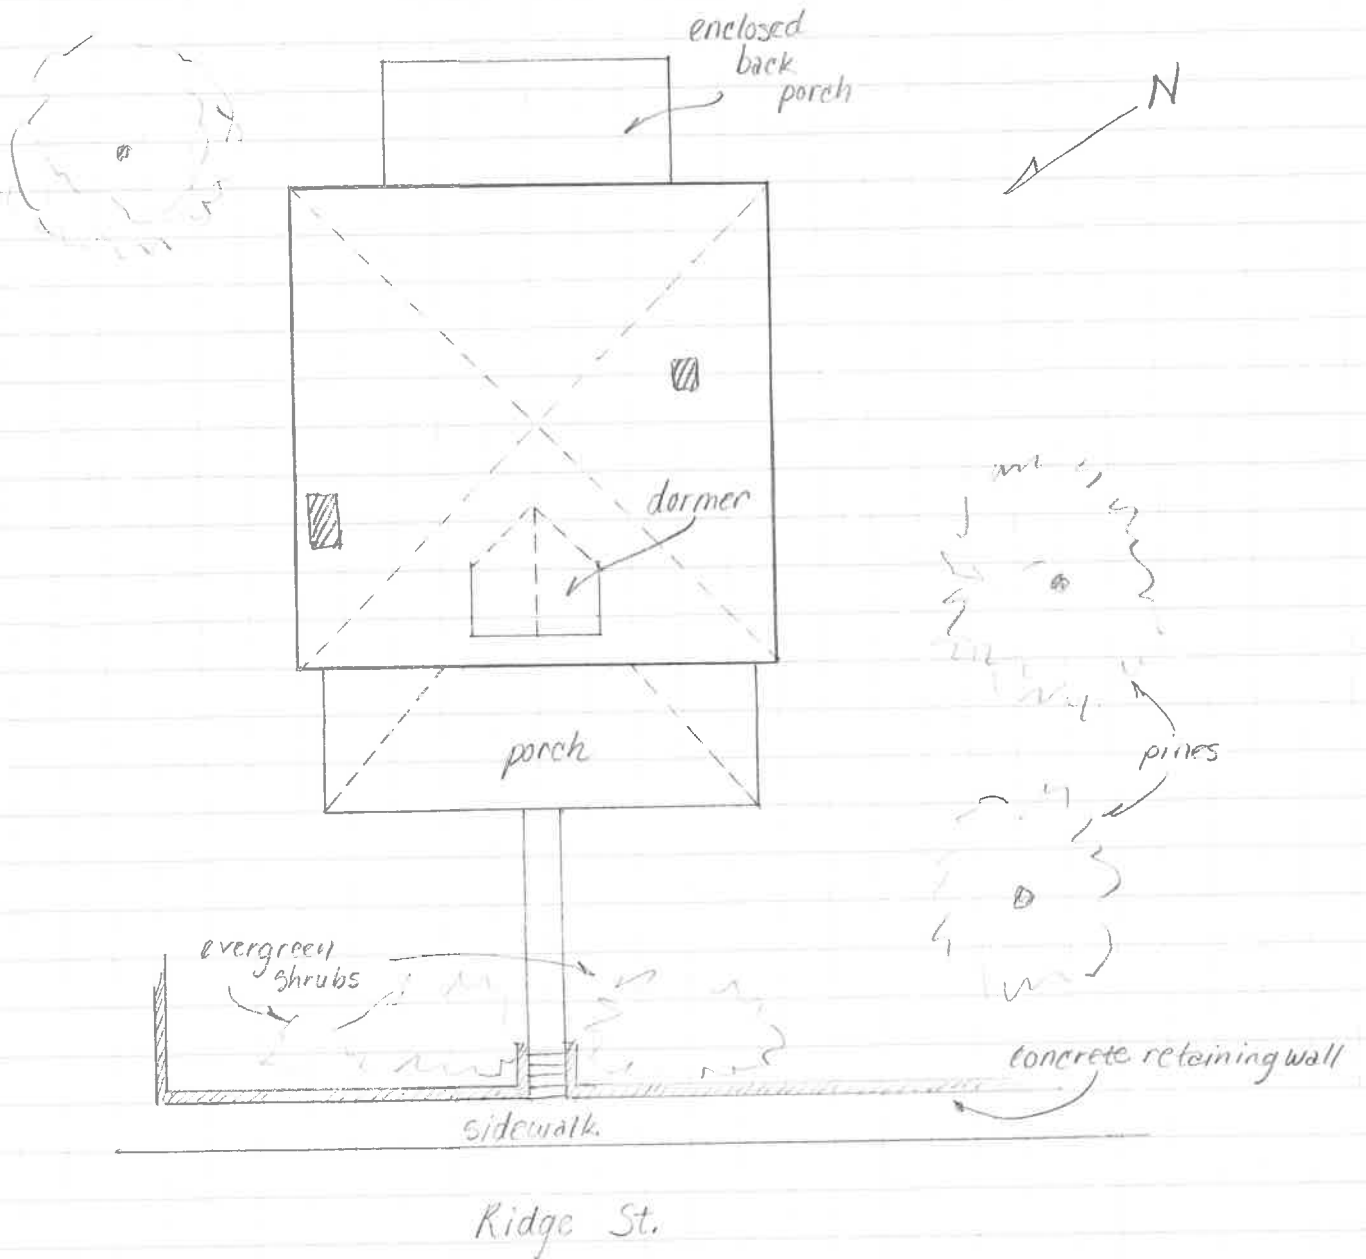 enclosed
back
porch
N
dormer
porch
pines
evergreen
shrubs
concrete retaining wall
sidewalk
Ridge St.